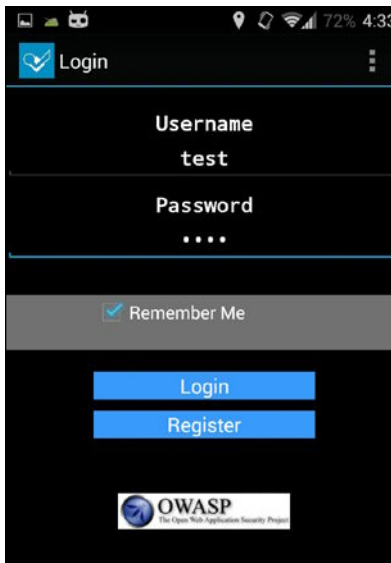 72% 4:33
Login
Username
test
Password
••••
Remember Me
Login
Register
OWASP
The Open Web Application Security Project